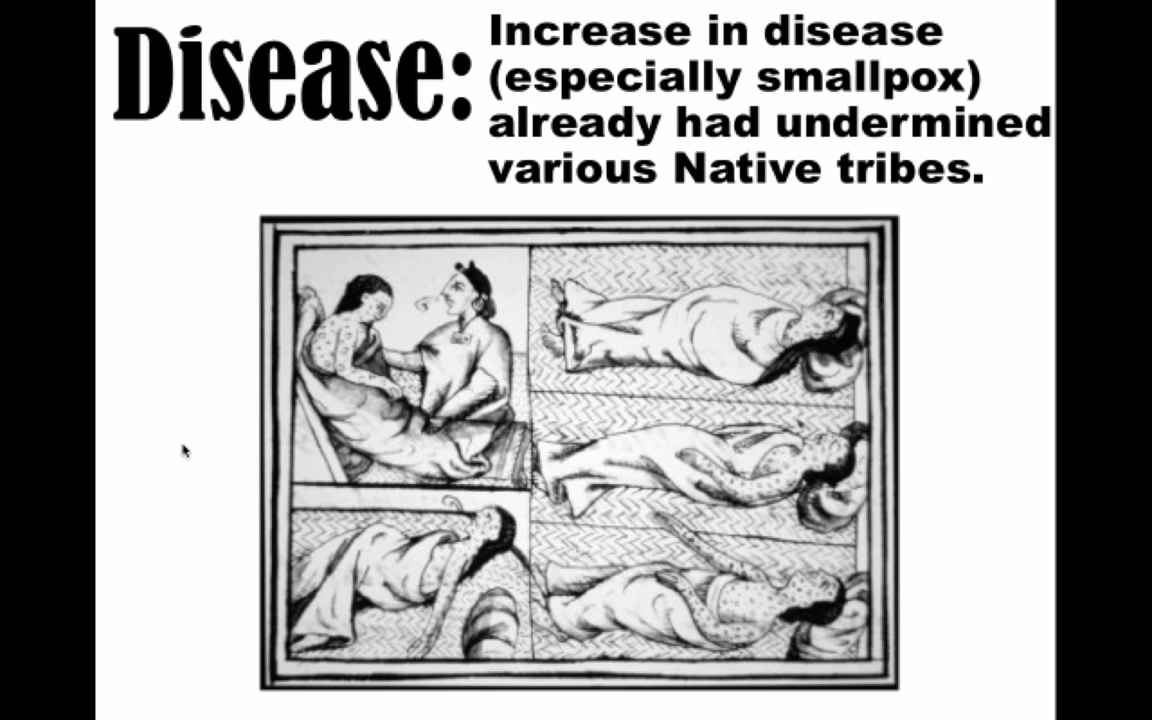 Disease:
Increase in disease
(especially smallpox)
already had undermined
various Native tribes.